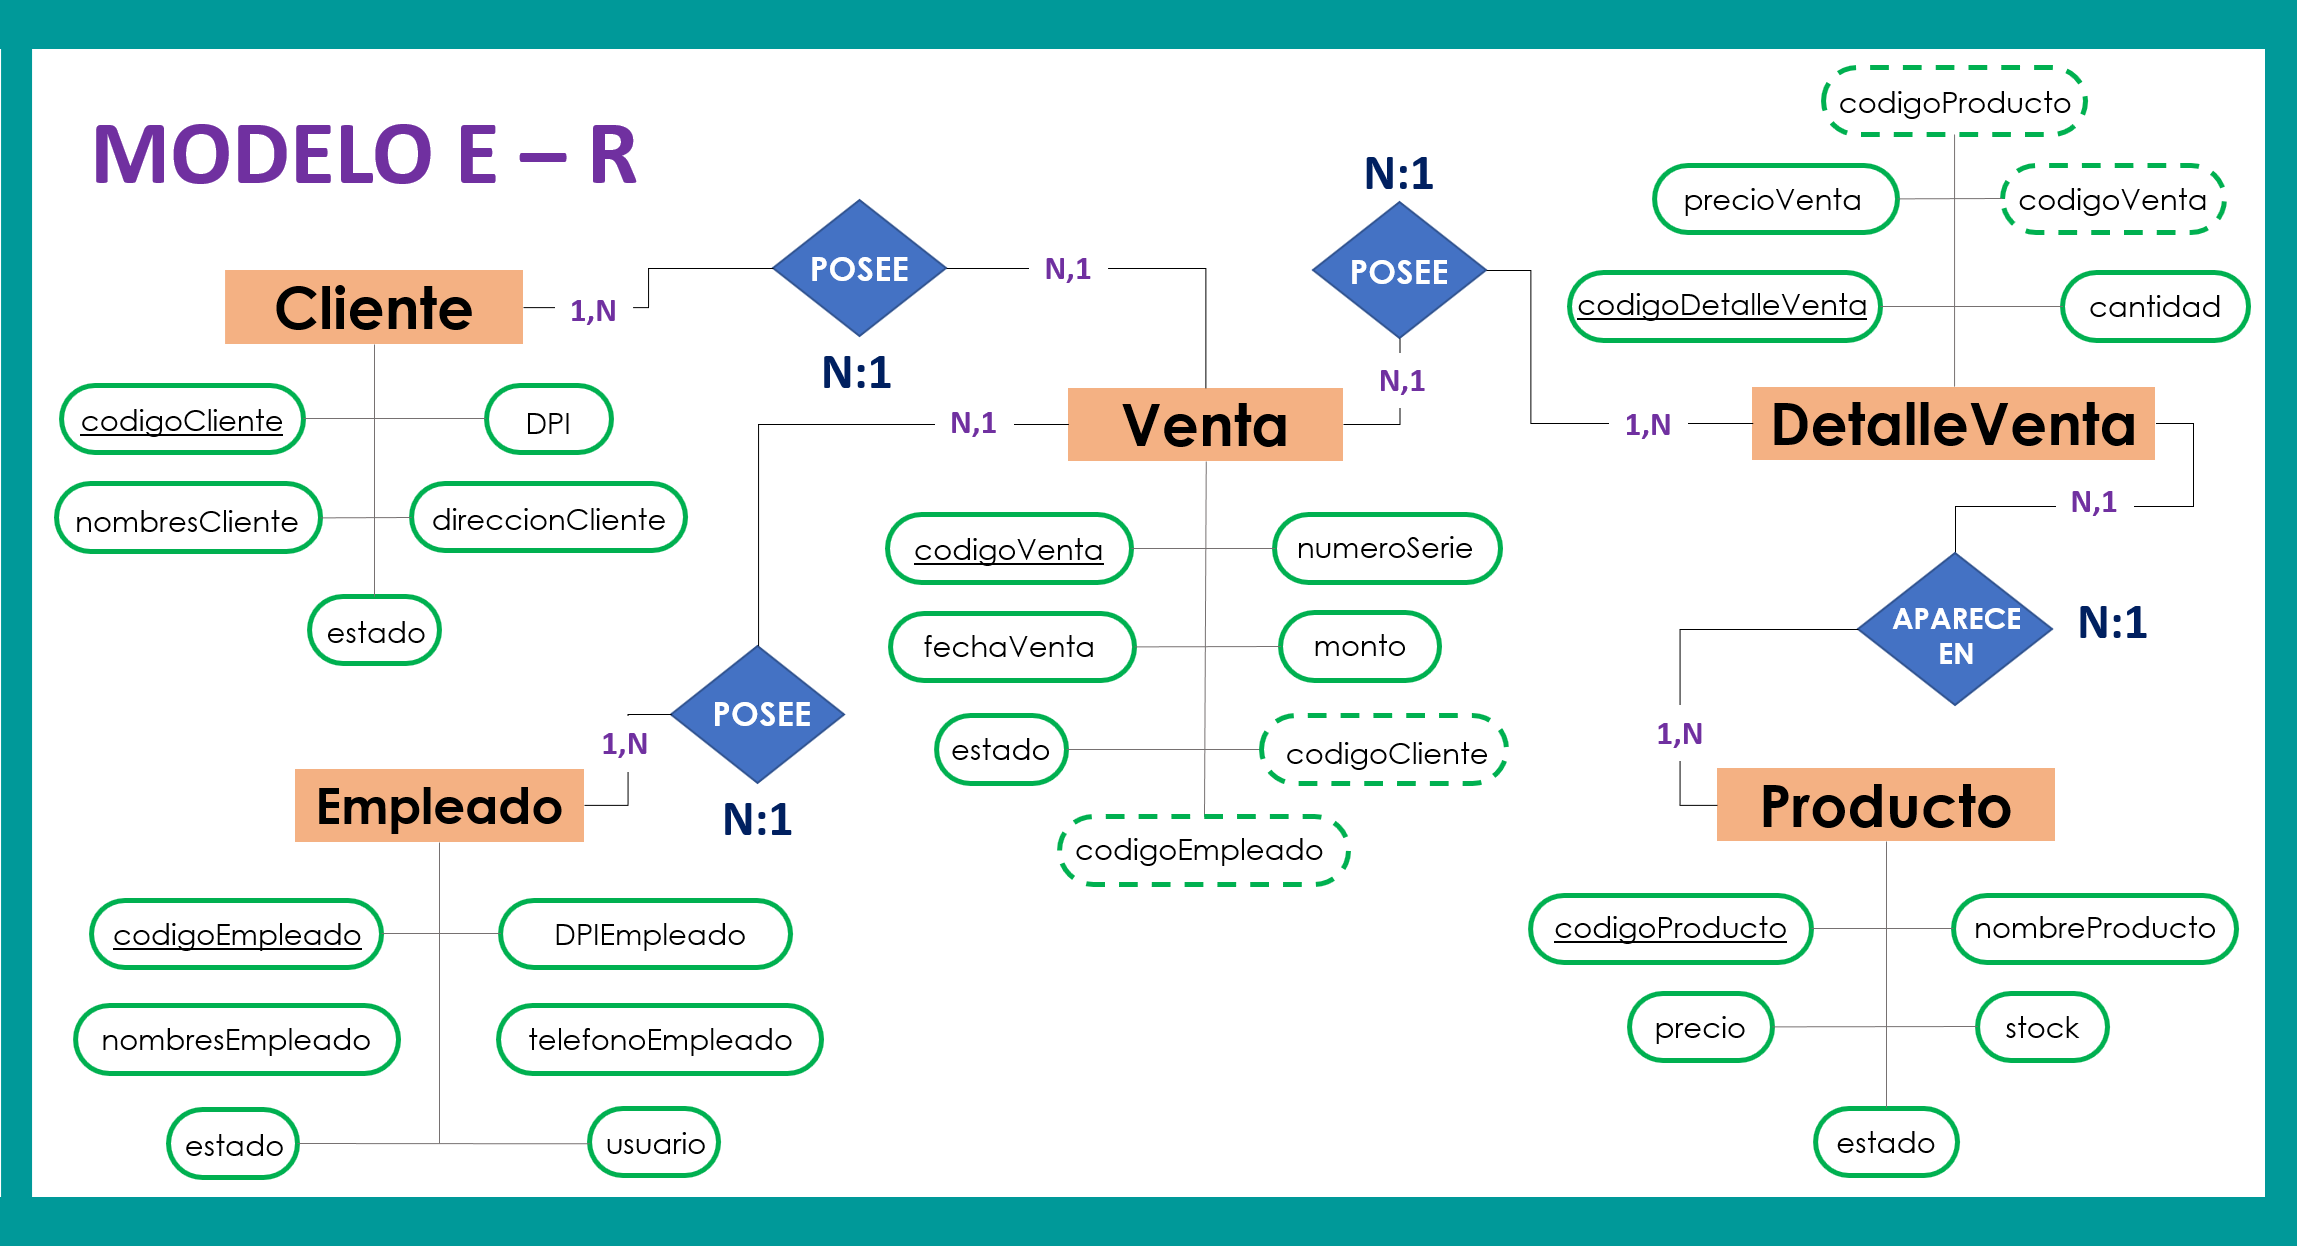 MODELO E – R
Cliente
1,N
POSEE
N:1
N,1
codigoCliente
DPI
nombresCliente
direccionCliente
estado
Empleado
1,N
POSEE
N:1
N,1
codigoEmpleado
DPIEmpleado
nombresEmpleado
telefonoEmpleado
estado
usuario
Venta
codigoVenta
numeroSerie
fechaVenta
monto
estado
codigoCliente
codigoEmpleado
N:1
POSEE
N,1
1,N
codigoProducto
precioVenta
codigoVenta
codigoDetalleVenta
cantidad
DetalleVenta
N,1
APARECE
EN
N:1
1,N
Producto
codigoProducto
nombreProducto
precio
stock
estado